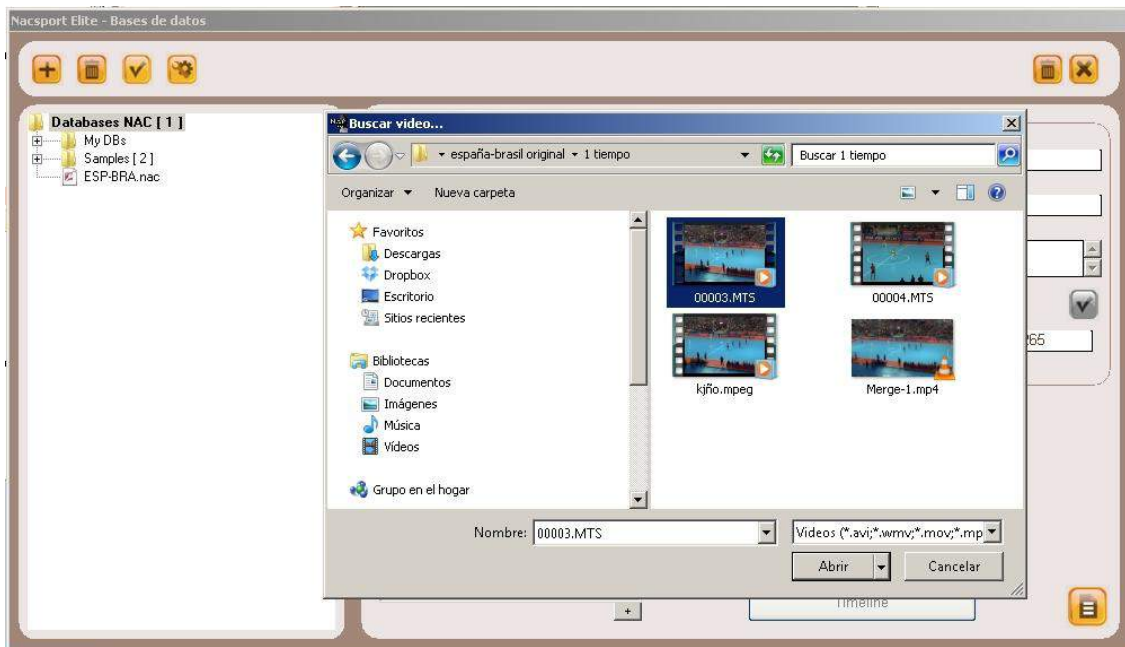 Nacsport Elite - Bases de datos
Databases NAC [ 1 ]
My DBs
Samples [ 2 ]
ESP-BRA.nac
Buscar video...
españa-brasil original 1 tiempo
Buscar 1 tiempo
Organizar
Nueva carpeta
Favoritos
Descargas
Dropbox
Escritorio
Sitios recientes
Bibliotecas
Documentos
Imágenes
Música
Vídeos
Grupo en el hogar
00003.MTS
00004.MTS
kjño.mpeg
Merge-1.mp4
Nombre: 00003.MTS
Videos (*.avi;*.wmv;*.mov;*.mp
Abrir
Cancelar
265
+
Timeline